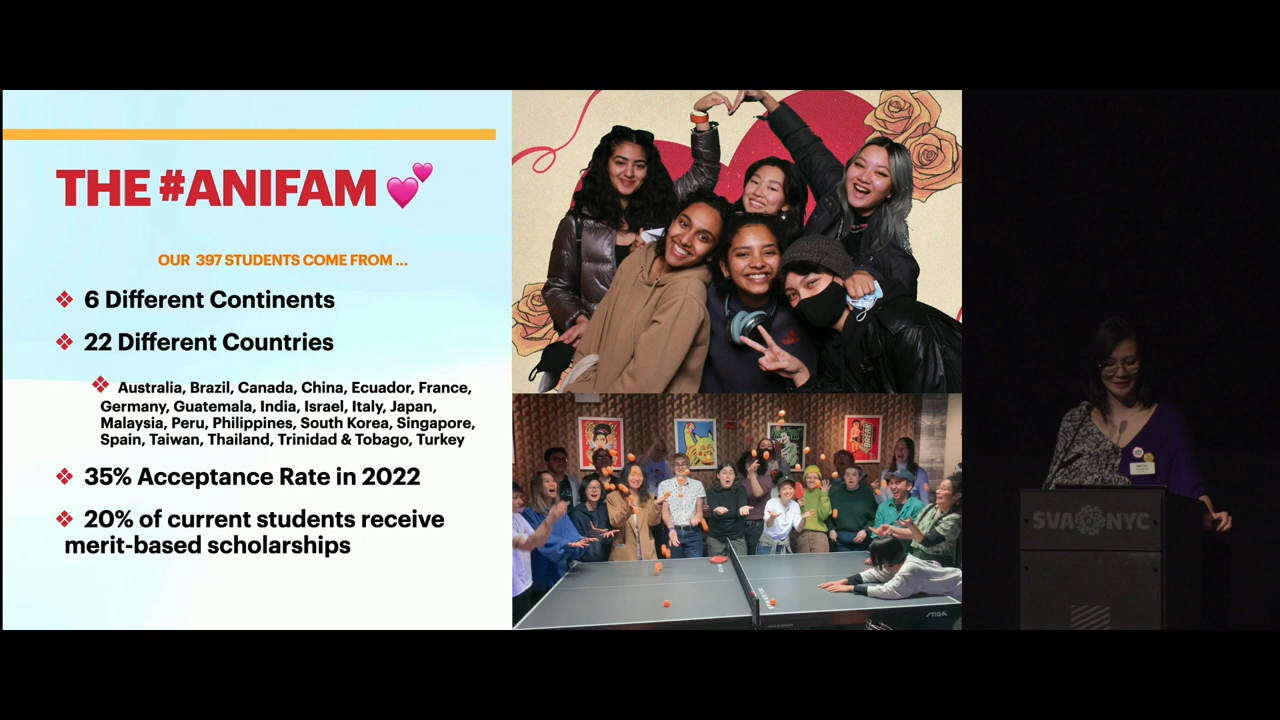 THE #ANIFAM 💕
OUR 397 STUDENTS COME FROM ...
❖ 6 Different Continents
❖ 22 Different Countries
❖ Australia, Brazil, Canada, China, Ecuador, France,
Germany, Guatemala, India, Israel, Italy, Japan,
Malaysia, Peru, Philippines, South Korea, Singapore,
Spain, Taiwan, Thailand, Trinidad & Tobago, Turkey
❖ 35% Acceptance Rate in 2022
❖ 20% of current students receive
merit-based scholarships
BREAK
STIGA
SVA NYC